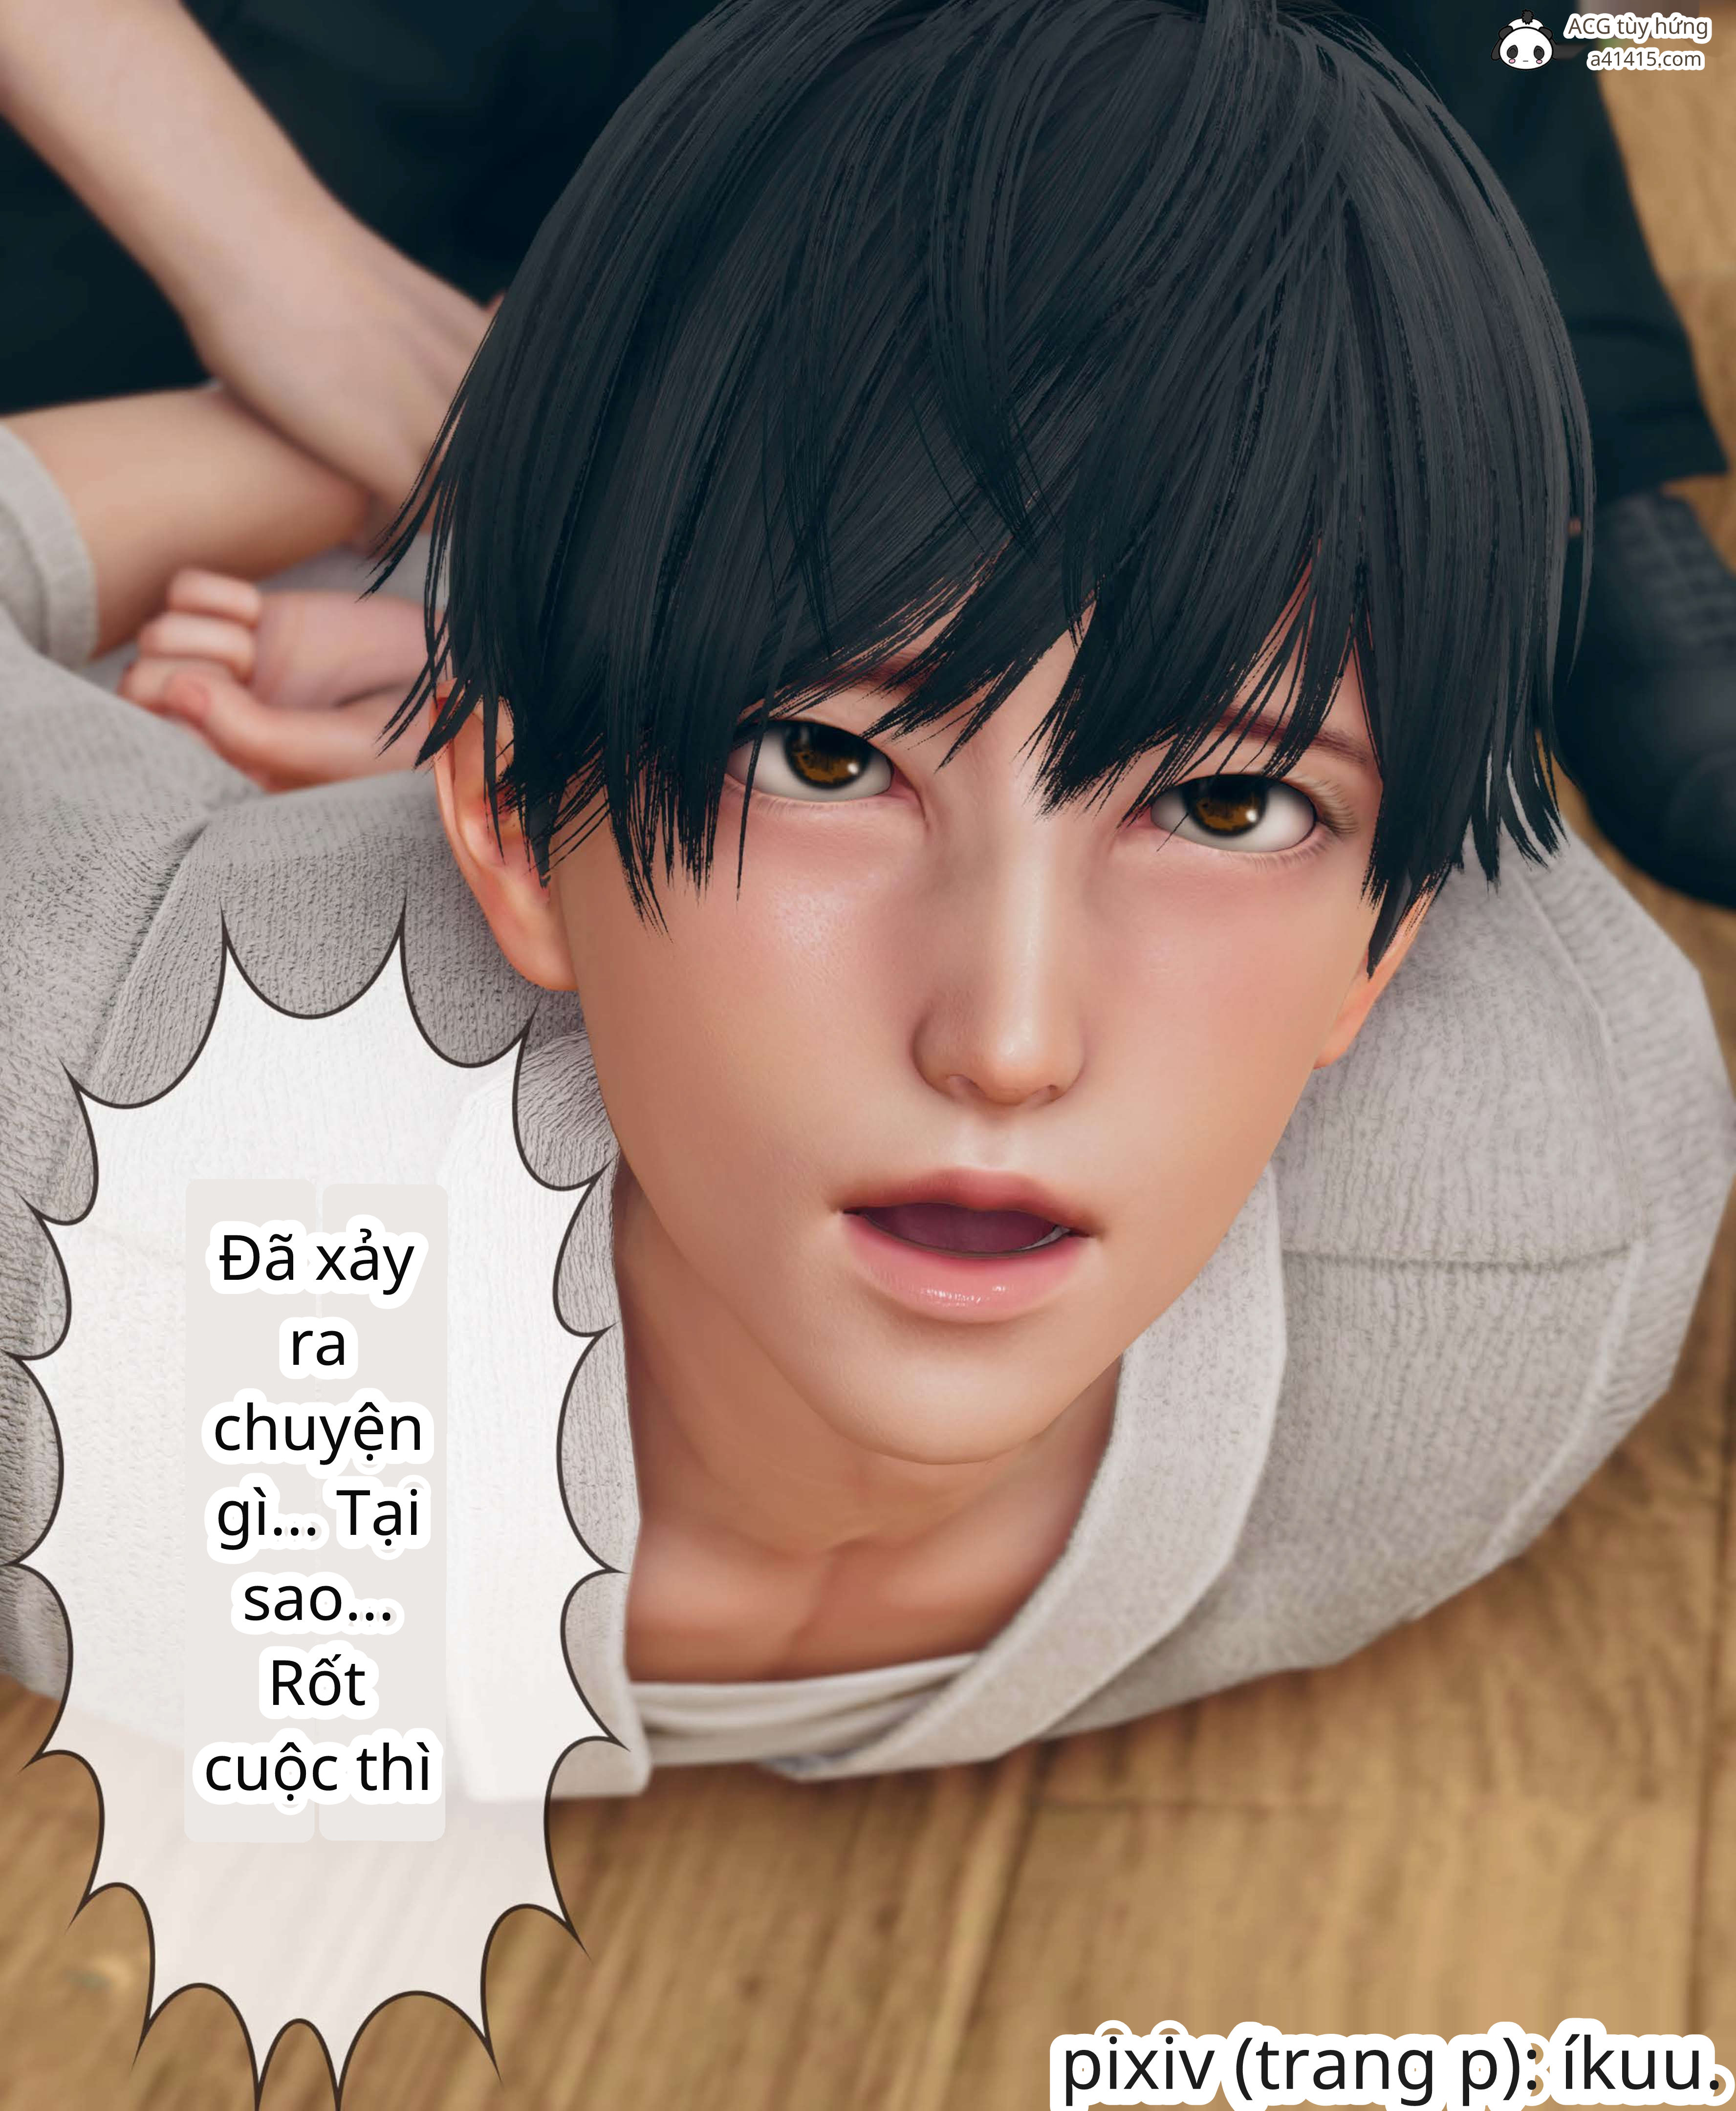 ACG tùy hứng
a41415.com
Đã xảy
ra
chuyện
gì... Tại
sao...
Rốt
cuộc thì
pixiv (trang p): íkuu.